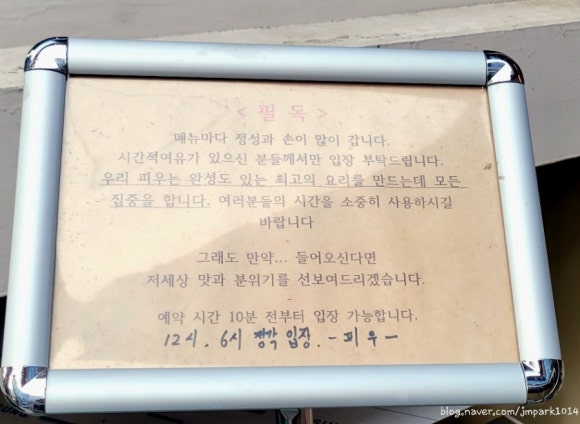 < 필 독 >
메뉴마다 정성과 손이 많이 갑니다.
시간적여유가 있으신 분들께서만 입장 부탁드립니다.
우리 피우는 완성도 있는 최고의 요리를 만드는데 모든
집중을 합니다. 여러분들의 시간을 소중히 사용하시길
바랍니다
-
그래도 만약... 들어오신다면
저세상 맛과 분위기를 선보여드리겠습니다.
-
예약 시간 10분 전부터 입장 가능합니다.
12시. 6시 정각 입장. - 피우 -
blog.naver.com/jmpark1014